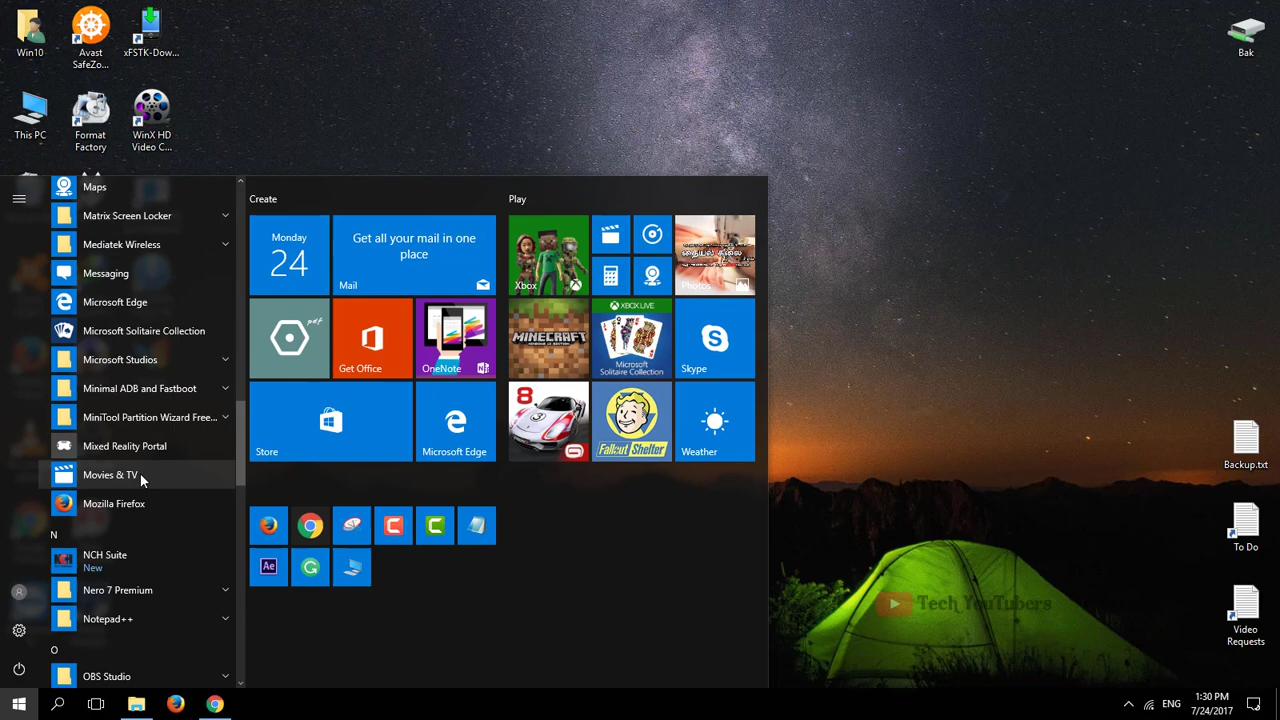 Win10
Avast
SafeZo...
xFSTK-Dow...
Bak
This PC
Format
Factory
WinX HD
Video C...
Maps
Matrix Screen Locker
Mediatek Wireless
Messaging
Microsoft Edge
Microsoft Solitaire Collection
Microsoft Studios
Minimal ADB and Fastboot
MiniTool Partition Wizard Free...
Mixed Reality Portal
Movies & TV
Mozilla Firefox
N
NCH Suite
New
Nero 7 Premium
Notepad++
O
OBS Studio
Create
Monday
24
Get all your mail in one
place
Mail
pdf
Get Office
OneNote
Store
Microsoft Edge
Ae
Play
Xbox
தையல் கலை
Photos
MINECRAFT
XBOX LIVE
Microsoft
Solitaire Collection
Skype
8
3
Fallout Shelter
Weather
Backup.txt
To Do
Video
Requests
ENG
1:30 PM
7/24/2017